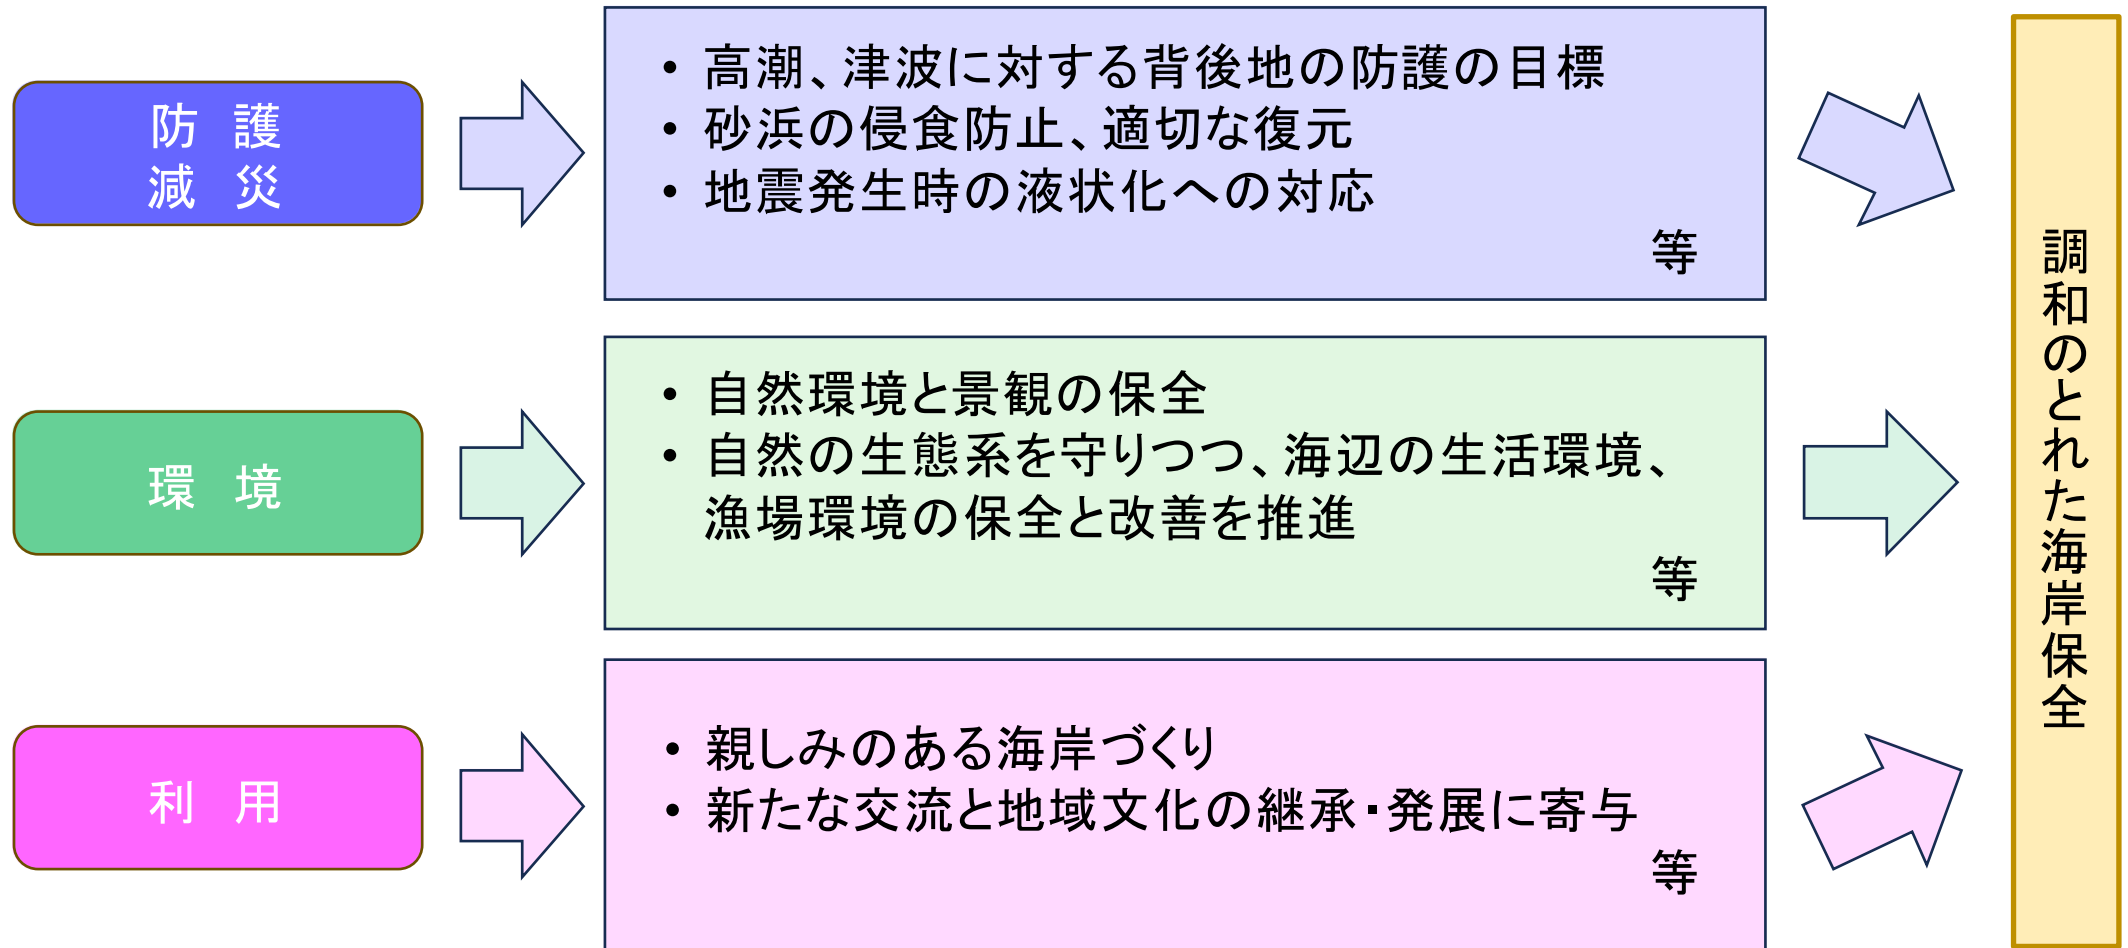 防　護
減　災
・高潮、津波に対する背後地の防護の目標
・砂浜の侵食防止、適切な復元
・地震発生時の液状化への対応
等
環　境
・自然環境と景観の保全
・自然の生態系を守りつつ、海辺の生活環境、
漁場環境の保全と改善を推進
等
利　用
・親しみのある海岸づくり
・新たな交流と地域文化の継承・発展に寄与
等
調和のとれた海岸保全